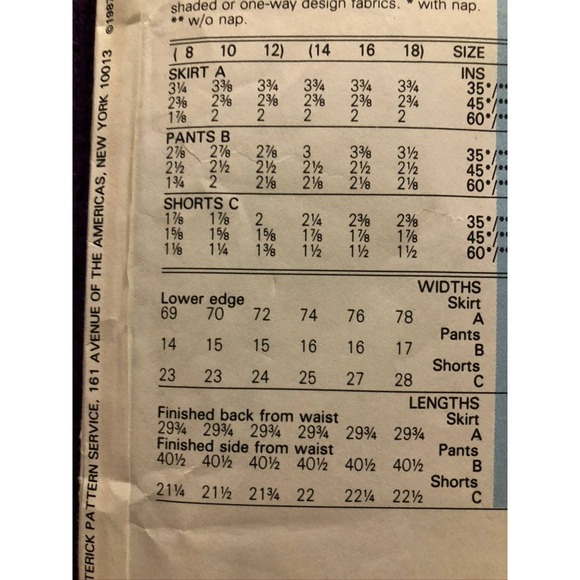 shaded or one-way design fabrics. * with nap.
** w/o nap.
( 8 10 12) (14 16 18) SIZE
SKIRT A INS
3¼ 3⅜ 3¾ 3¾ 3¾ 3¾ 35*/**
2⅜ 2⅜ 2⅜ 2⅜ 2⅜ 2¾ 45*/**
1⅞ 2 2 2 2 2 60*/**
PANTS B
2⅞ 2⅞ 2⅞ 3 3⅜ 3½ 35*/**
2½ 2½ 2½ 2½ 2½ 2½ 45*/**
1¾ 2 2⅛ 2⅛ 2⅛ 2⅛ 60*/**
SHORTS C
1⅞ 1⅞ 2 2¼ 2⅜ 2⅜ 35*/**
1⅝ 1⅝ 1⅝ 1⅞ 1⅞ 1⅞ 45*/**
1⅛ 1¼ 1⅜ 1½ 1½ 1½ 60*/**
WIDTHS
Lower edge Skirt
69 70 72 74 76 78 A
Pants
14 15 15 16 16 17 B
Shorts
23 23 24 25 27 28 C
LENGTHS
Finished back from waist Skirt
29¾ 29¾ 29¾ 29¾ 29¾ 29¾ A
Finished side from waist Pants
40½ 40½ 40½ 40½ 40½ 40½ B
Shorts
21¼ 21½ 21¾ 22 22¼ 22½ C
TERICK PATTERN SERVICE, 161 AVENUE OF THE AMERICAS, NEW YORK 10013 ©198